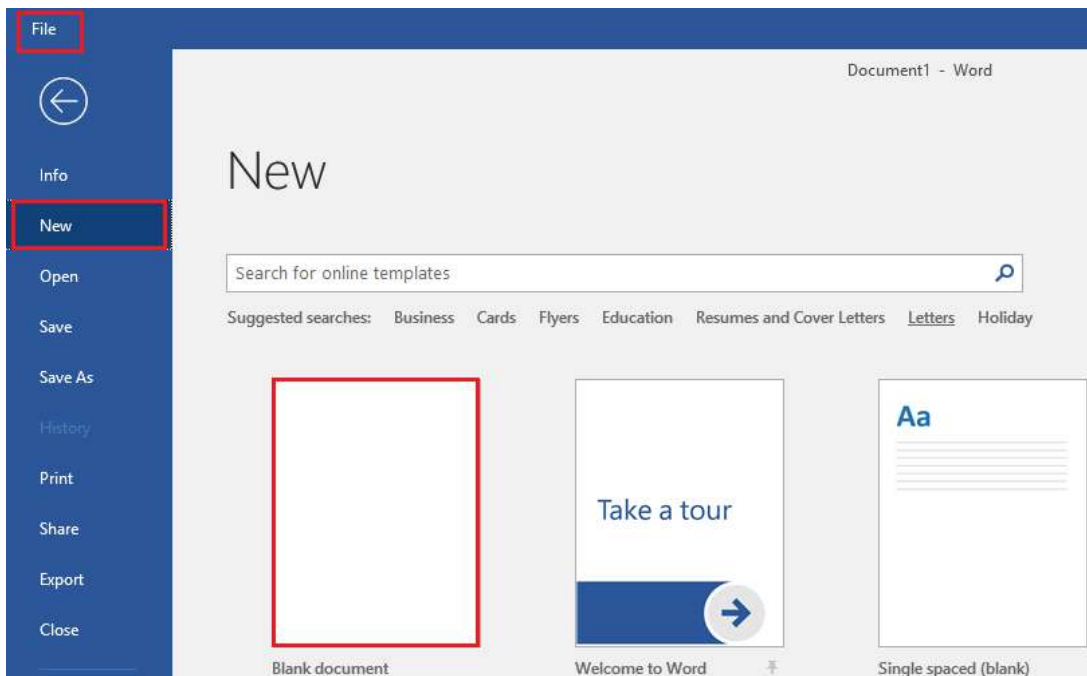 File
Document1 - Word
Info
New
New
Open
Search for online templates
Save
Suggested searches: Business Cards Flyers Education Resumes and Cover Letters Letters Holiday
Save As
History
Print
Share
Export
Close
Aa
Take a tour
Blank document
Welcome to Word
Single spaced (blank)